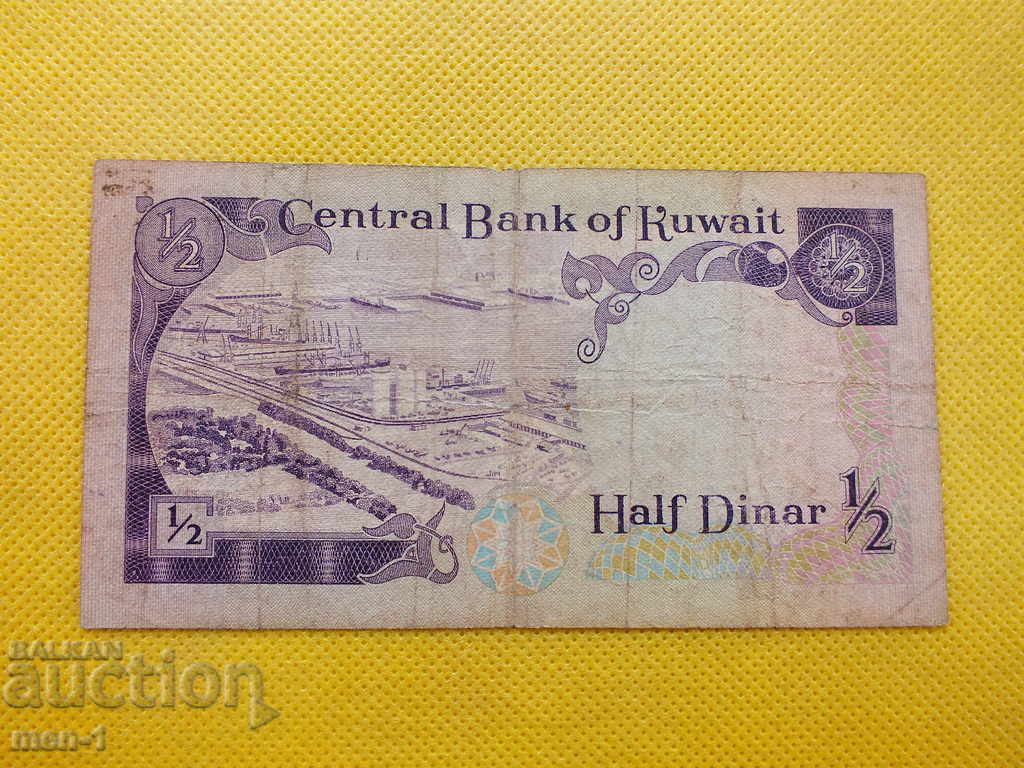 Central Bank of Kuwait
1/2
1/2
Half Dinar 1/2
1/2
BALKAN
auction
men-1